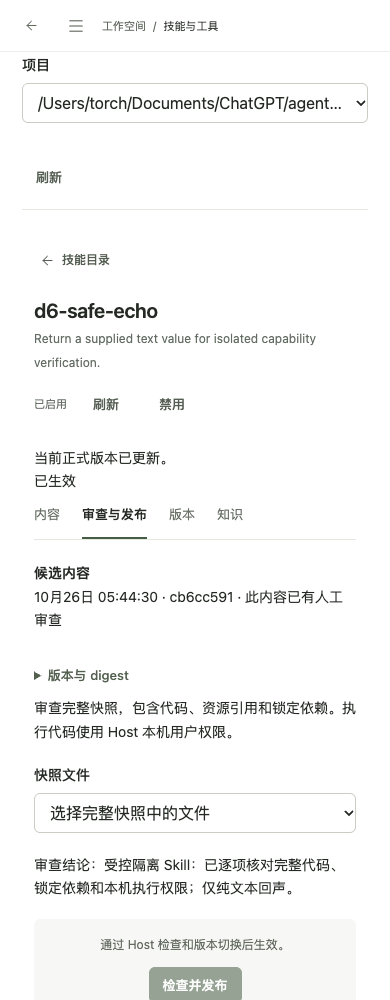 工作空间 / 技能与工具
项目
/Users/torch/Documents/ChatGPT/agent...
刷新
技能目录
d6-safe-echo
Return a supplied text value for isolated capability
verification.
已启用 刷新 禁用
当前正式版本已更新。
已生效
内容 审查与发布 版本 知识
候选内容
10月26日 05:44:30 · cb6cc591 · 此内容已有人工
审查
版本与 digest
审查完整快照，包含代码、资源引用和锁定依赖。执
行代码使用 Host 本机用户权限。
快照文件
选择完整快照中的文件
审查结论：受控隔离 Skill：已逐项核对完整代码、
锁定依赖和本机执行权限；仅纯文本回声。
通过 Host 检查和版本切换后生效。
检查并发布